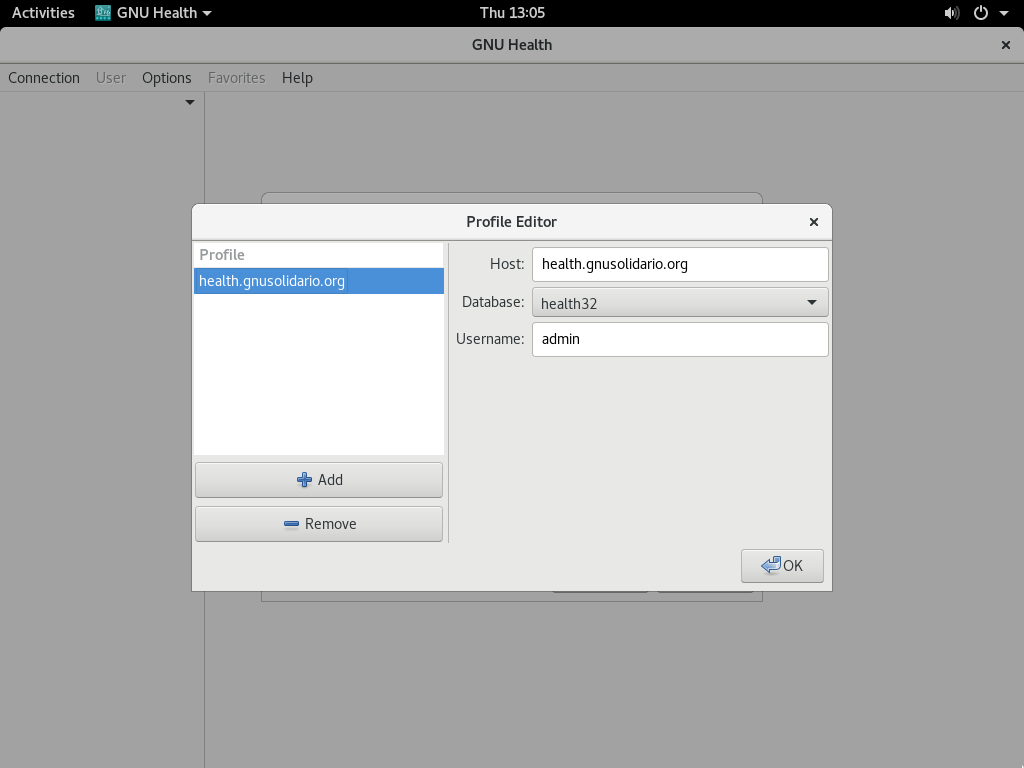 Activities GNU Health Thu 13:05
GNU Health
Connection User Options Favorites Help
Profile Editor
Profile
health.gnusolidario.org
Add
Remove
Host: health.gnusolidario.org
Database: health32
Username: admin
OK